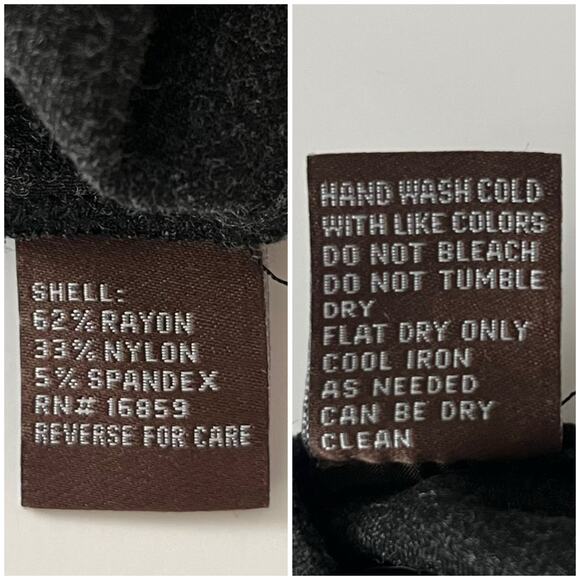 SHELL:
62% RAYON
33% NYLON
5% SPANDEX
RN# 16859
REVERSE FOR CARE
HAND WASH COLD
WITH LIKE COLORS
DO NOT BLEACH
DO NOT TUMBLE
DRY
FLAT DRY ONLY
COOL IRON
AS NEEDED
CAN BE DRY
CLEAN